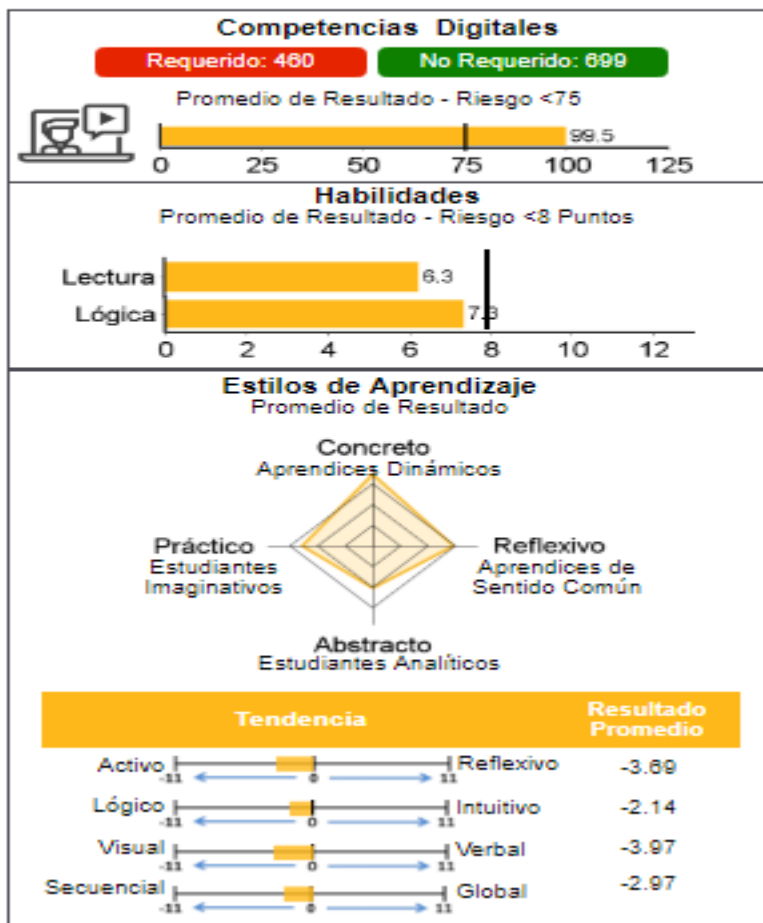 Competencias Digitales
Requerido: 460 No Requerido: 699
Promedio de Resultado - Riesgo <75
99.5
0 25 50 75 100 125
Habilidades
Promedio de Resultado - Riesgo <8 Puntos
Lectura 6.3
Lógica 7.3
0 2 4 6 8 10 12
Estilos de Aprendizaje
Promedio de Resultado
Concreto
Aprendices Dinámicos
Práctico
Estudiantes
Imaginativos
Reflexivo
Aprendices de
Sentido Común
Abstracto
Estudiantes Analíticos
Tendencia Resultado Promedio
Activo Reflexivo -3.69
-11 0 11
Lógico Intuitivo -2.14
-11 0 11
Visual Verbal -3.97
-11 0 11
Secuencial Global -2.97
-11 0 11